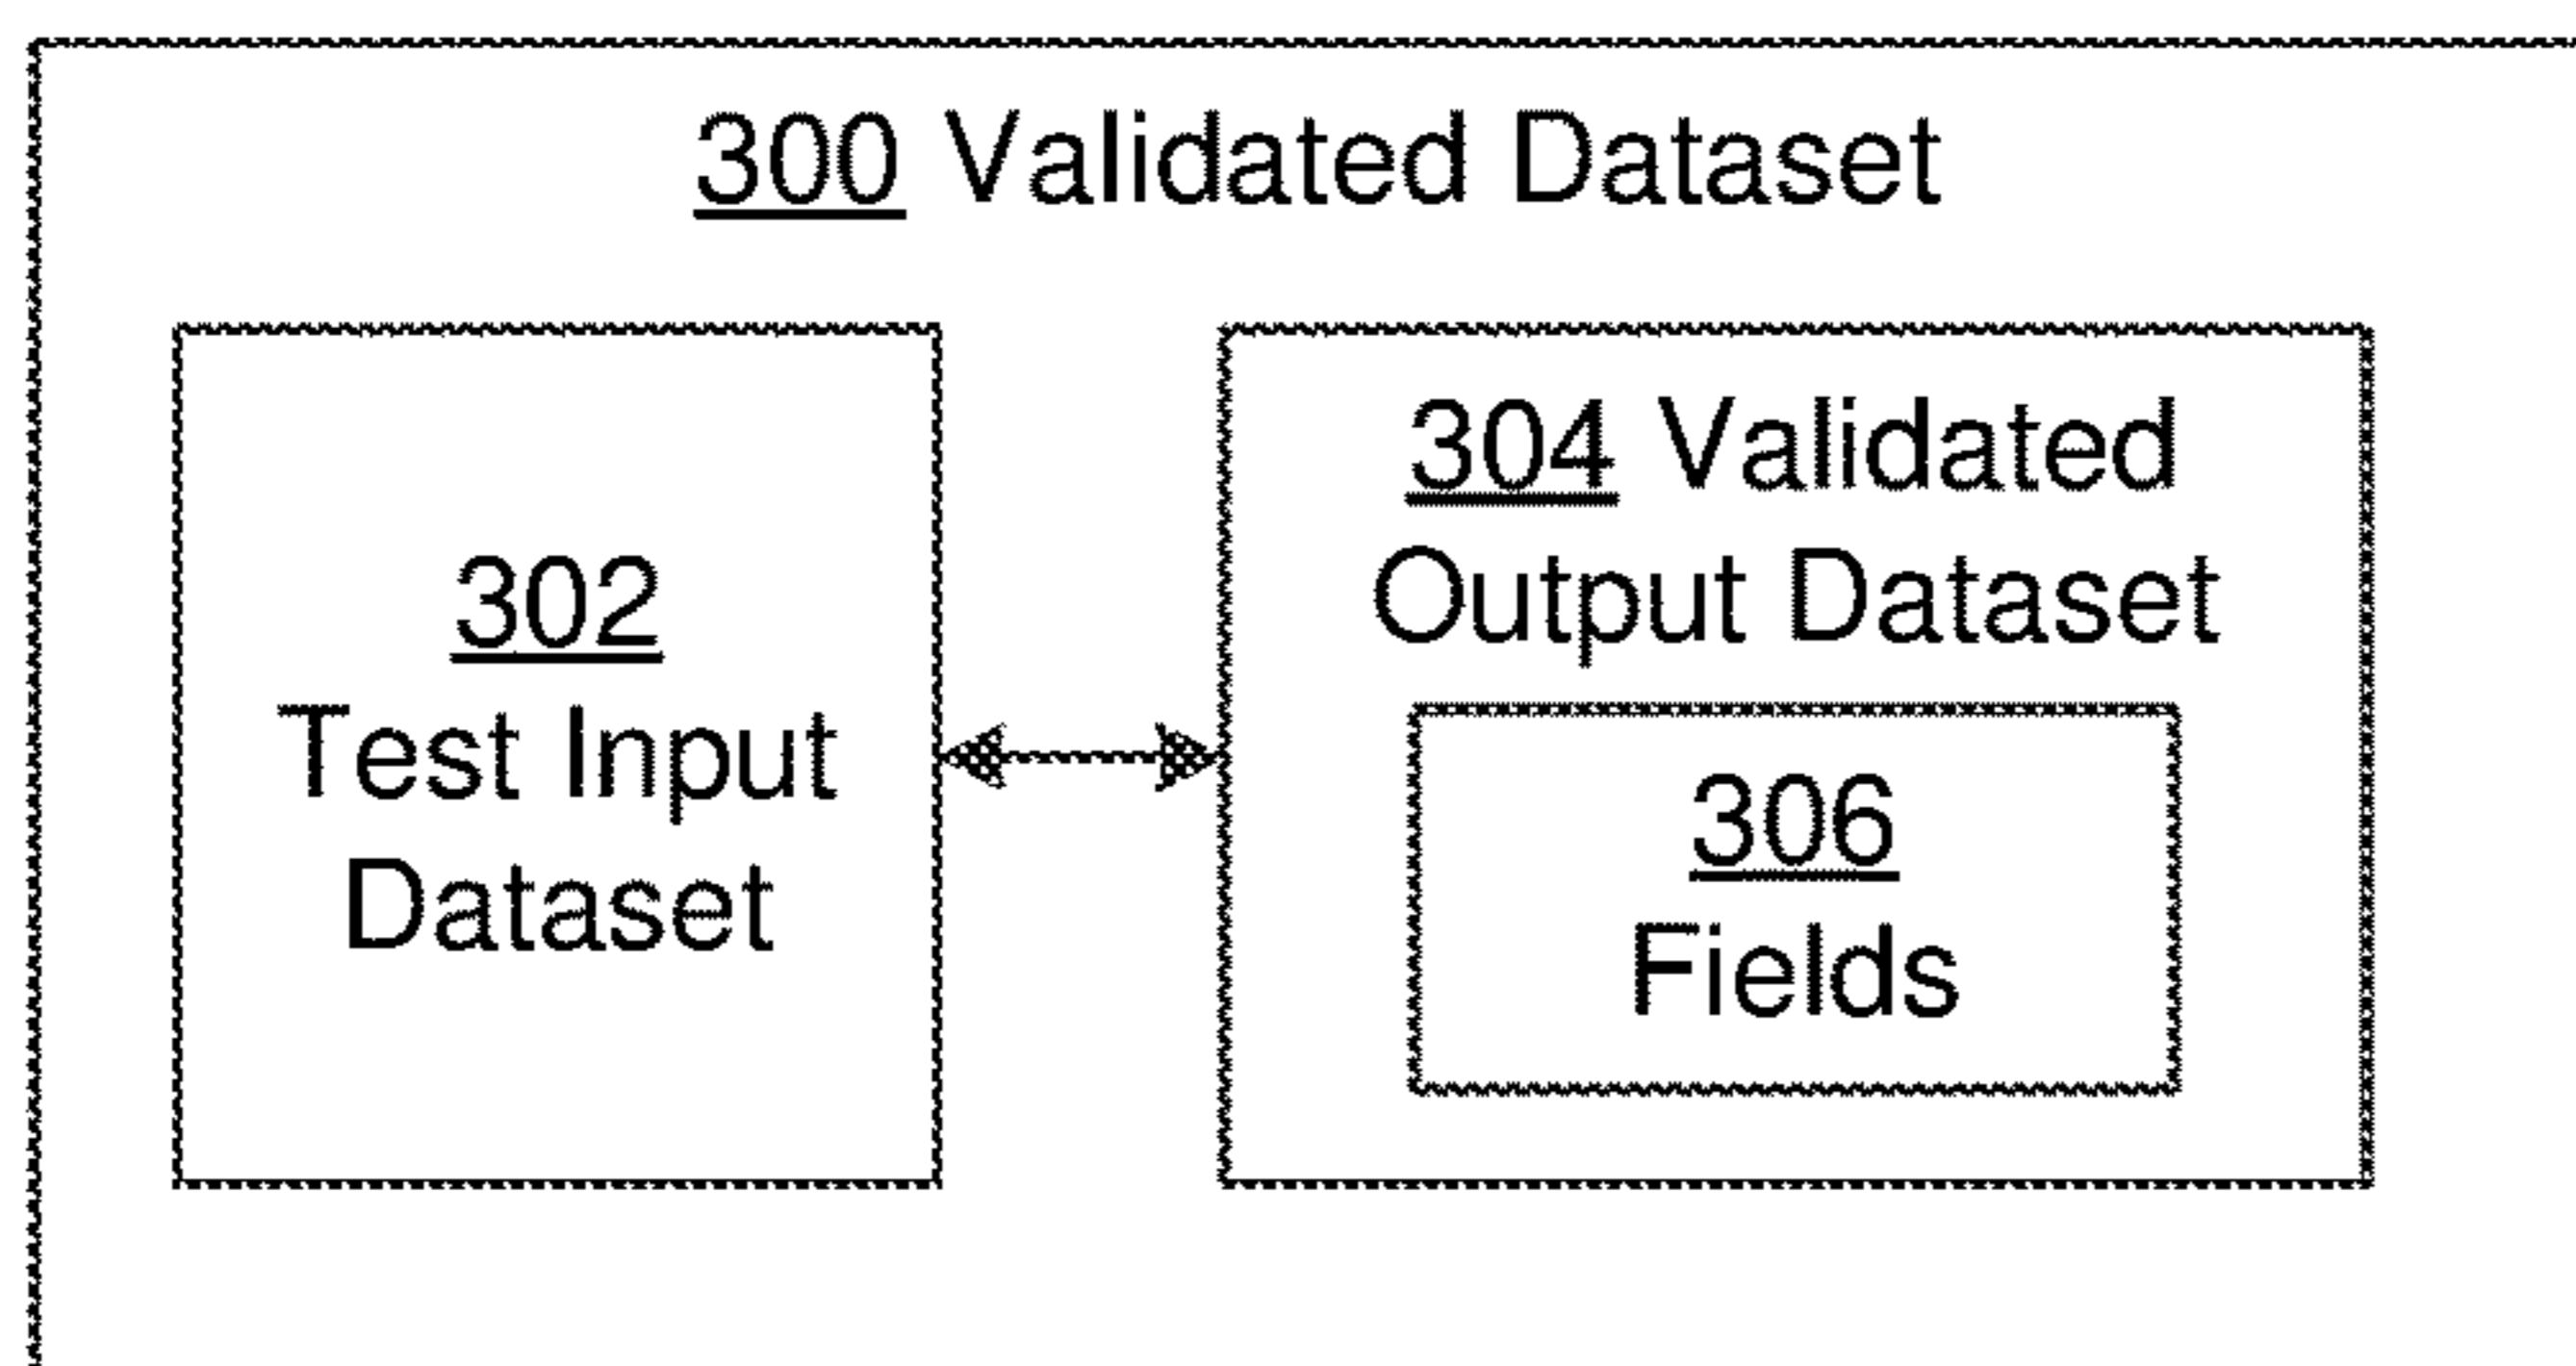 300 Validated Dataset
302
Test Input
Dataset
304 Validated
Output Dataset
306
Fields